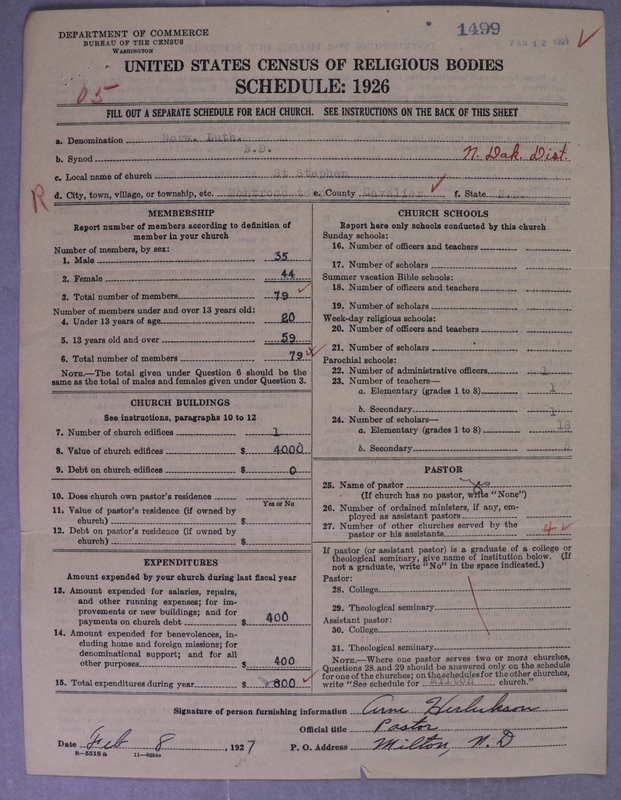 DEPARTMENT OF COMMERCE
BUREAU OF THE CENSUS
WASHINGTON
1499
UNITED STATES CENSUS OF RELIGIOUS BODIES
SCHEDULE: 1926
05
FILL OUT A SEPARATE SCHEDULE FOR EACH CHURCH. SEE INSTRUCTIONS ON THE BACK OF THIS SHEET
a. Denomination Norw. Luth.
b. Synod N.D. N. Dak. Dist.
c. Local name of church St Stephen
R d. City, town, village, or township, etc. Montrose e. County Cavalier f. State
MEMBERSHIP
Report number of members according to definition of
member in your church
Number of members, by sex:
1. Male 35
2. Female 44
3. Total number of members 79
Number of members under and over 13 years old:
4. Under 13 years of age 20
5. 13 years old and over 59
6. Total number of members 79
NOTE.—The total given under Question 6 should be
same as the total of males and females given under Question 3.
CHURCH BUILDINGS
See instructions, paragraphs 10 to 12
7. Number of church edifices 1
8. Value of church edifices $ 4000
9. Debt on church edifices $ 0
10. Does church own pastor's residence
Yes or No
11. Value of pastor's residence (if owned by
church) $
12. Debt on pastor's residence (if owned by
church) $
EXPENDITURES
Amount expended by your church during last fiscal year
13. Amount expended for salaries, repairs,
and other running expenses; for im-
provements or new buildings; and for
payments on church debt $ 400
14. Amount expended for benevolences, in-
cluding home and foreign missions; for
denominational support; and for all
other purposes $ 400
15. Total expenditures during year $ 800
CHURCH SCHOOLS
Report here only schools conducted by this church
Sunday schools:
16. Number of officers and teachers
17. Number of scholars
Summer vacation Bible schools:
18. Number of officers and teachers
19. Number of scholars
Week-day religious schools:
20. Number of officers and teachers
21. Number of scholars
Parochial schools:
22. Number of administrative officers 1
23. Number of teachers—
a. Elementary (grades 1 to 8) 1
b. Secondary 1
24. Number of scholars—
a. Elementary (grades 1 to 8) 18
b. Secondary
PASTOR
25. Name of pastor yes
(If church has no pastor, write "None")
26. Number of ordained ministers, if any, em-
ployed as assistant pastors
27. Number of other churches served by the
pastor or his assistants 4
If pastor (or assistant pastor) is a graduate of a college or
theological seminary, give name of institution below. (If
not a graduate, write "No" in the space indicated.)
Pastor:
28. College
29. Theological seminary
Assistant pastor:
30. College
31. Theological seminary
NOTE.—Where one pastor serves two or more churches,
Questions 28 and 29 should be answered only on the schedule
for one of the churches; on the schedules for the other churches,
write "See schedule for Milton church."
Signature of person furnishing information
Official title Pastor
Date Feb 8, 1927 P. O. Address Milton, N. D
8—5518 a